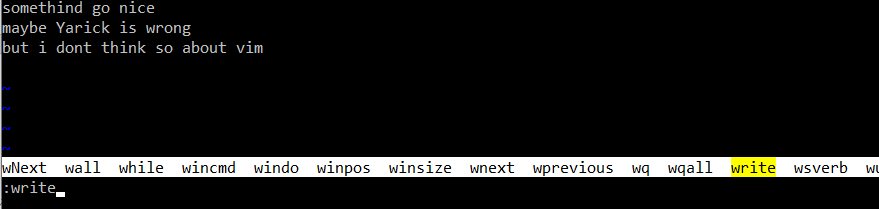 somethind go nice
maybe Yarick is wrong
but i dont think so about vim
~
~
~
~
wNext wall while wincmd windo winpos winsize wnext wprevious wq wqall write wsverb
:write